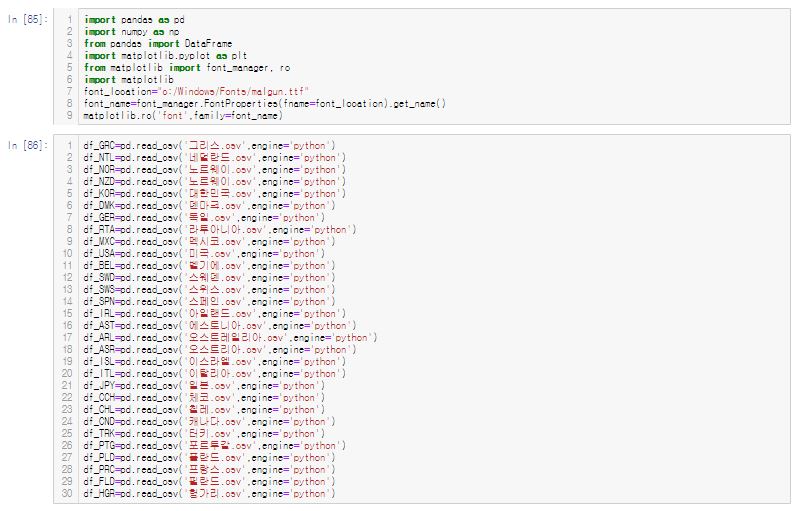 In [85]:
1 import pandas as pd
2 import numpy as np
3 from pandas import DataFrame
4 import matplotlib.pyplot as plt
5 from matplotlib import font_manager, rc
6 import matplotlib
7 font_location="c:/Windows/Fonts/malgun.ttf"
8 font_name=font_manager.FontProperties(fname=font_location).get_name()
9 matplotlib.rc('font',family=font_name)
In [86]:
1 df_GRC=pd.read_csv('그리스.csv',engine='python')
2 df_NTL=pd.read_csv('네덜란드.csv',engine='python')
3 df_NOR=pd.read_csv('노르웨이.csv',engine='python')
4 df_NZD=pd.read_csv('노르웨이.csv',engine='python')
5 df_KOR=pd.read_csv('대한민국.csv',engine='python')
6 df_DMK=pd.read_csv('덴마크.csv',engine='python')
7 df_GER=pd.read_csv('독일.csv',engine='python')
8 df_RTA=pd.read_csv('라투아니아.csv',engine='python')
9 df_MXC=pd.read_csv('멕시코.csv',engine='python')
10 df_USA=pd.read_csv('미국.csv',engine='python')
11 df_BEL=pd.read_csv('벨기에.csv',engine='python')
12 df_SWD=pd.read_csv('스웨덴.csv',engine='python')
13 df_SWS=pd.read_csv('스위스.csv',engine='python')
14 df_SPN=pd.read_csv('스페인.csv',engine='python')
15 df_IRL=pd.read_csv('아일랜드.csv',engine='python')
16 df_AST=pd.read_csv('에스토니아.csv',engine='python')
17 df_ARL=pd.read_csv('오스트레일리아.csv',engine='python')
18 df_ASR=pd.read_csv('오스트리아.csv',engine='python')
19 df_ISL=pd.read_csv('이스라엘.csv',engine='python')
20 df_ITL=pd.read_csv('이탈리아.csv',engine='python')
21 df_JPY=pd.read_csv('일본.csv',engine='python')
22 df_CCH=pd.read_csv('체코.csv',engine='python')
23 df_CHL=pd.read_csv('칠레.csv',engine='python')
24 df_CND=pd.read_csv('캐나다.csv',engine='python')
25 df_TRK=pd.read_csv('터키.csv',engine='python')
26 df_PTG=pd.read_csv('포르투갈.csv',engine='python')
27 df_PLD=pd.read_csv('폴란드.csv',engine='python')
28 df_PRC=pd.read_csv('프랑스.csv',engine='python')
29 df_FLD=pd.read_csv('핀란드.csv',engine='python')
30 df_HGR=pd.read_csv('헝가리.csv',engine='python')